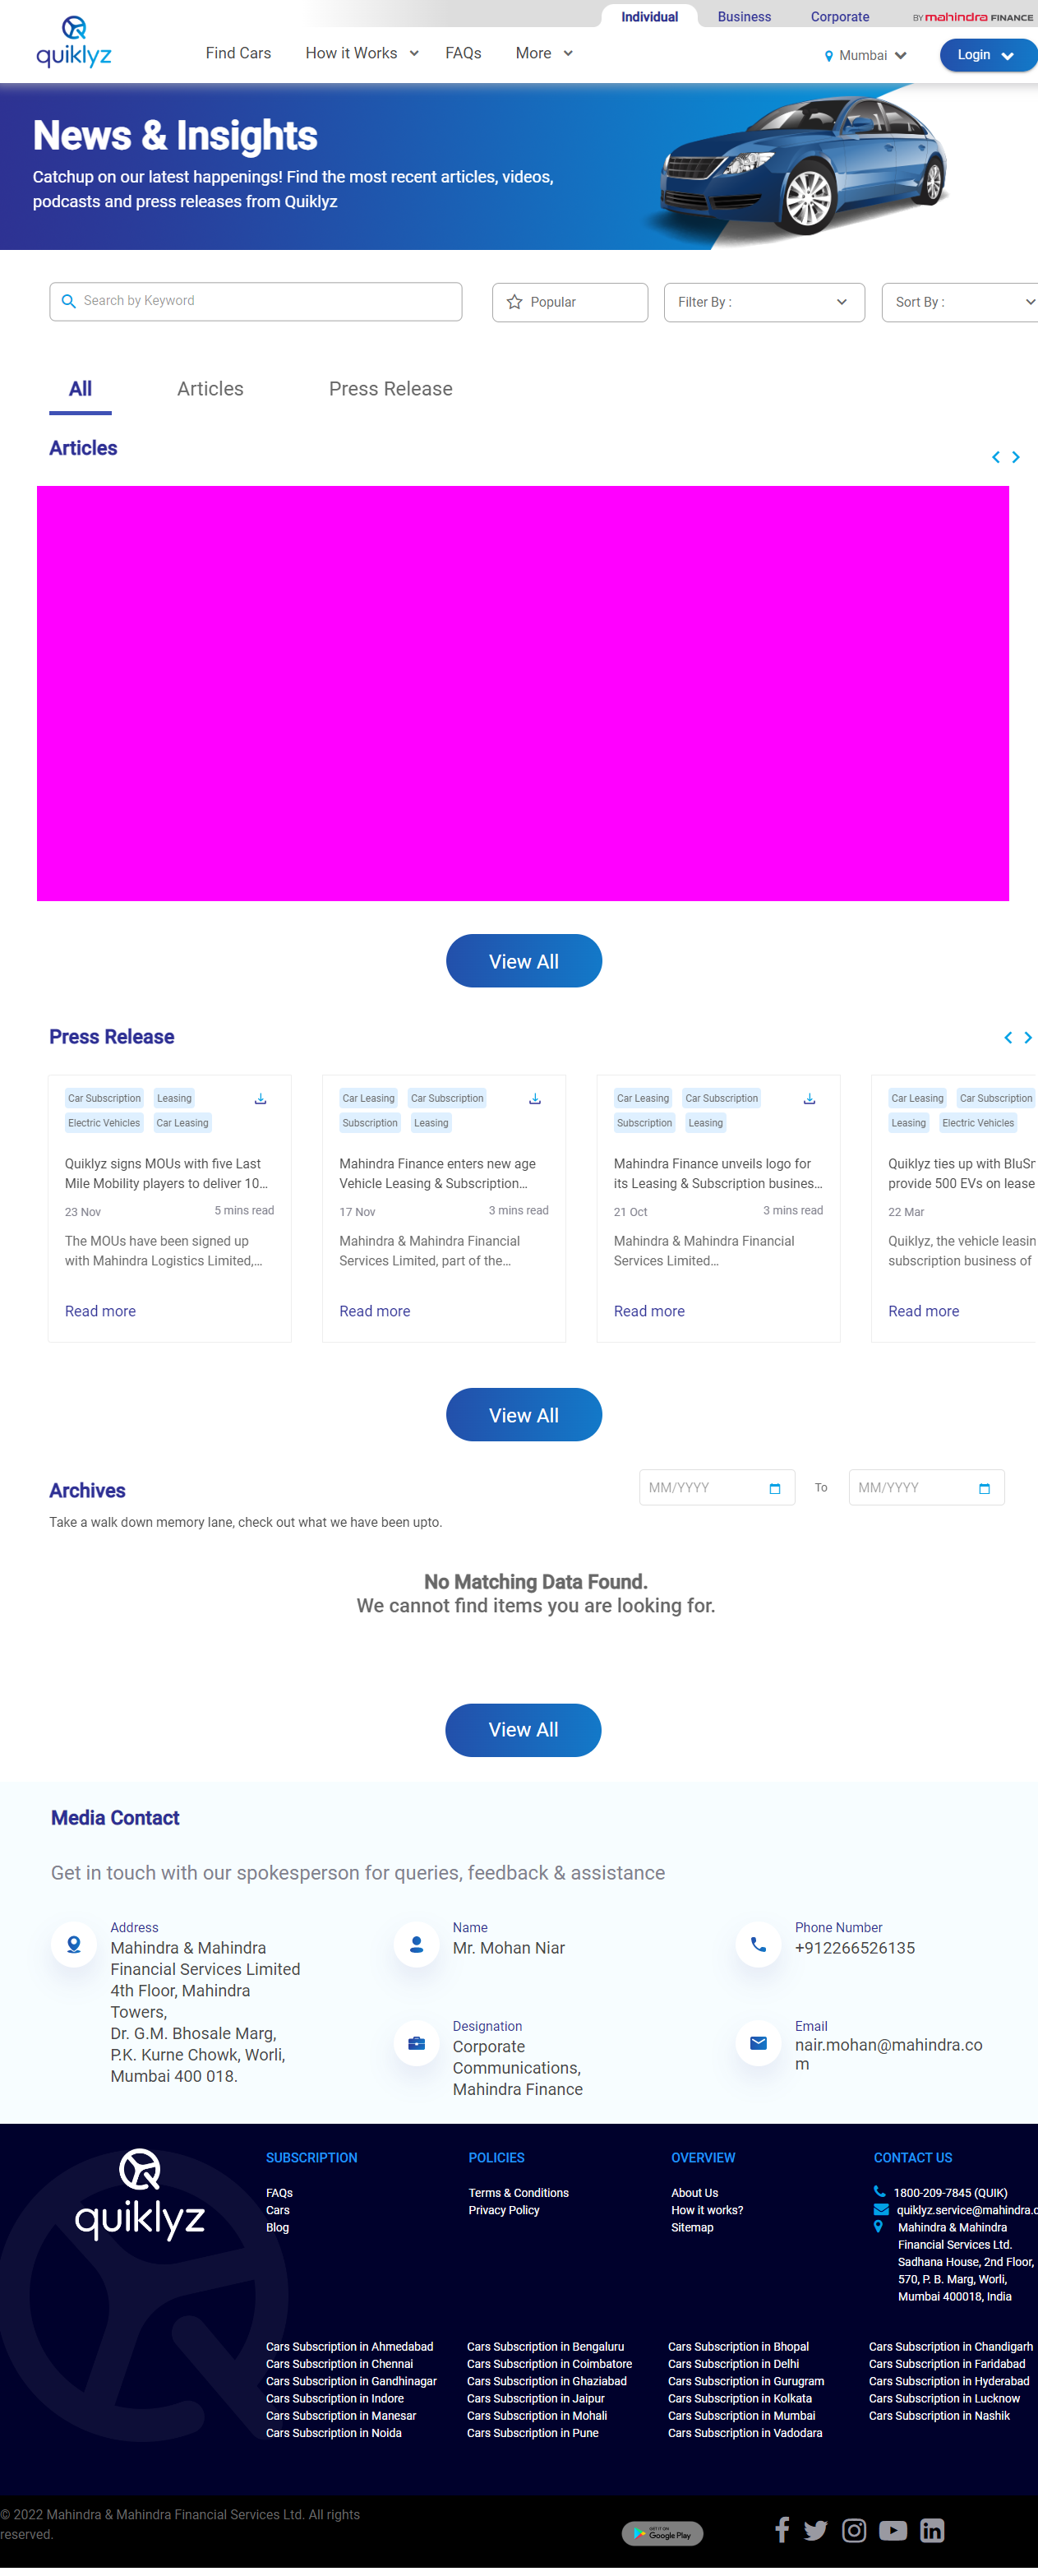 Individual
Business
Corporate
BY mahindra FINANCE
quiklyz
Find Cars
How it Works
FAQs
More
Mumbai
Login
News & Insights
Catchup on our latest happenings! Find the most recent articles, videos,
podcasts and press releases from Quiklyz
Search by Keyword
Popular
Filter By :
Sort By :
All
Articles
Press Release
Articles
View All
Press Release
Car Subscription
Leasing
Electric Vehicles
Car Leasing
Quiklyz signs MOUs with five Last
Mile Mobility players to deliver 10...
23 Nov
5 mins read
The MOUs have been signed up
with Mahindra Logistics Limited,...
Read more
Car Leasing
Car Subscription
Subscription
Leasing
Mahindra Finance enters new age
Vehicle Leasing & Subscription...
17 Nov
3 mins read
Mahindra & Mahindra Financial
Services Limited, part of the...
Read more
Car Leasing
Car Subscription
Subscription
Leasing
Mahindra Finance unveils logo for
its Leasing & Subscription busines...
21 Oct
3 mins read
Mahindra & Mahindra Financial
Services Limited...
Read more
Car Leasing
Car Subscription
Leasing
Electric Vehicles
Quiklyz ties up with
provide 500 EVs on lease
22 Mar
Quiklyz, the vehicle
subscription business of
Read more
View All
Archives
MM/YYYY
To
MM/YYYY
Take a walk down memory lane, check out what we have been upto.
No Matching Data Found.
We cannot find items you are looking for.
View All
Media Contact
Get in touch with our spokesperson for queries, feedback & assistance
Address
Mahindra & Mahindra
Financial Services Limited
4th Floor, Mahindra
Towers,
Dr. G.M. Bhosale Marg,
P.K. Kurne Chowk, Worli,
Mumbai 400 018.
Name
Mr. Mohan Niar
Phone Number
+912266526135
Designation
Corporate
Communications,
Mahindra Finance
Email
nair.mohan@mahindra.co
m
quiklyz
SUBSCRIPTION
FAQs
Cars
Blog
POLICIES
Terms & Conditions
Privacy Policy
OVERVIEW
About Us
How it works?
Sitemap
CONTACT US
1800-209-7845 (QUIK)
quiklyz.service@mahindra.c
Mahindra & Mahindra
Financial Services Ltd.
Sadhana House, 2nd Floor,
570, P. B. Marg, Worli,
Mumbai 400018, India
Cars Subscription in Ahmedabad
Cars Subscription in Bengaluru
Cars Subscription in Bhopal
Cars Subscription in Chandigarh
Cars Subscription in Chennai
Cars Subscription in Coimbatore
Cars Subscription in Delhi
Cars Subscription in Faridabad
Cars Subscription in Gandhinagar
Cars Subscription in Ghaziabad
Cars Subscription in Gurugram
Cars Subscription in Hyderabad
Cars Subscription in Indore
Cars Subscription in Jaipur
Cars Subscription in Kolkata
Cars Subscription in Lucknow
Cars Subscription in Manesar
Cars Subscription in Mohali
Cars Subscription in Mumbai
Cars Subscription in Nashik
Cars Subscription in Noida
Cars Subscription in Pune
Cars Subscription in Vadodara
© 2022 Mahindra & Mahindra Financial Services Ltd. All rights
reserved.
GET IT ON
Google Play